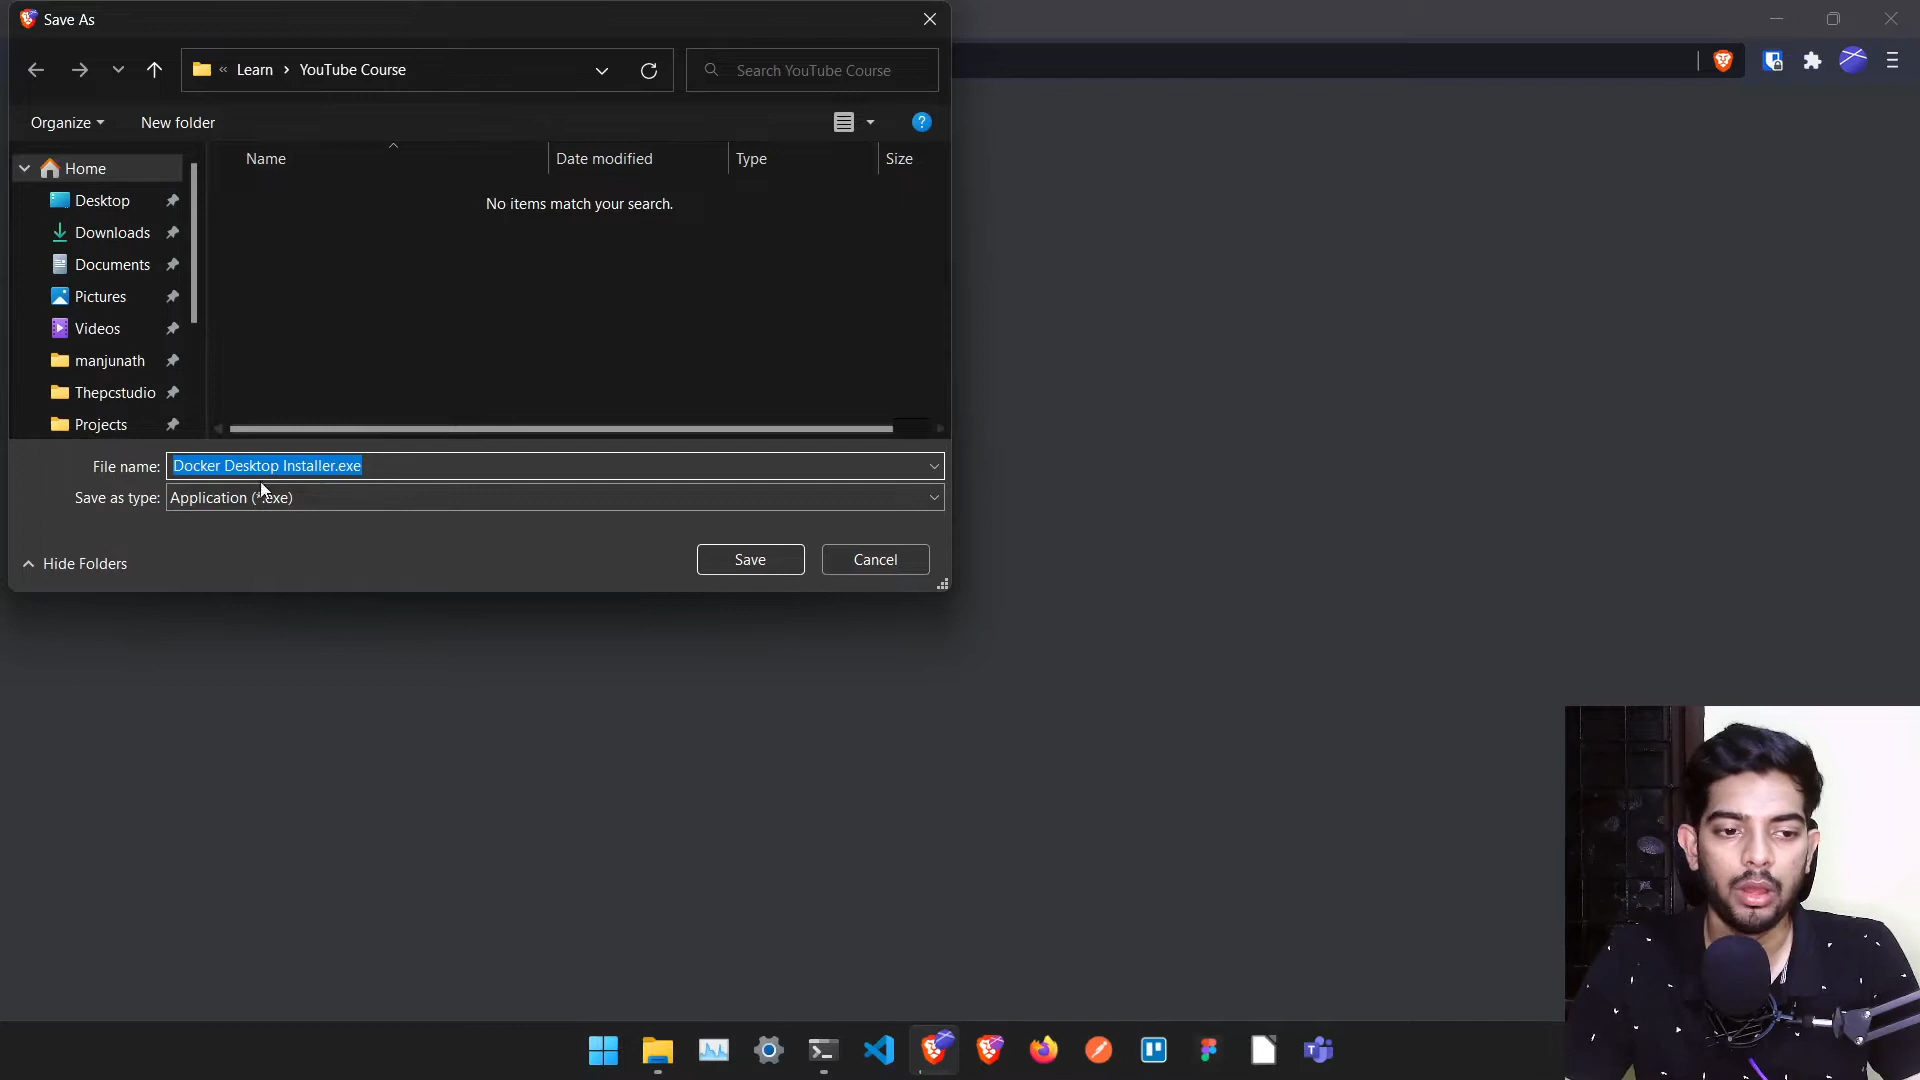 Save As
« Learn › YouTube Course
Search YouTube Course
Organize
New folder
?
Name
Date modified
Type
Size
No items match your search.
Home
Desktop
Downloads
Documents
Pictures
Videos
manjunath
Thepcstudio
Projects
File name: Docker Desktop Installer.exe
Save as type: Application (*.exe)
Hide Folders
Save
Cancel